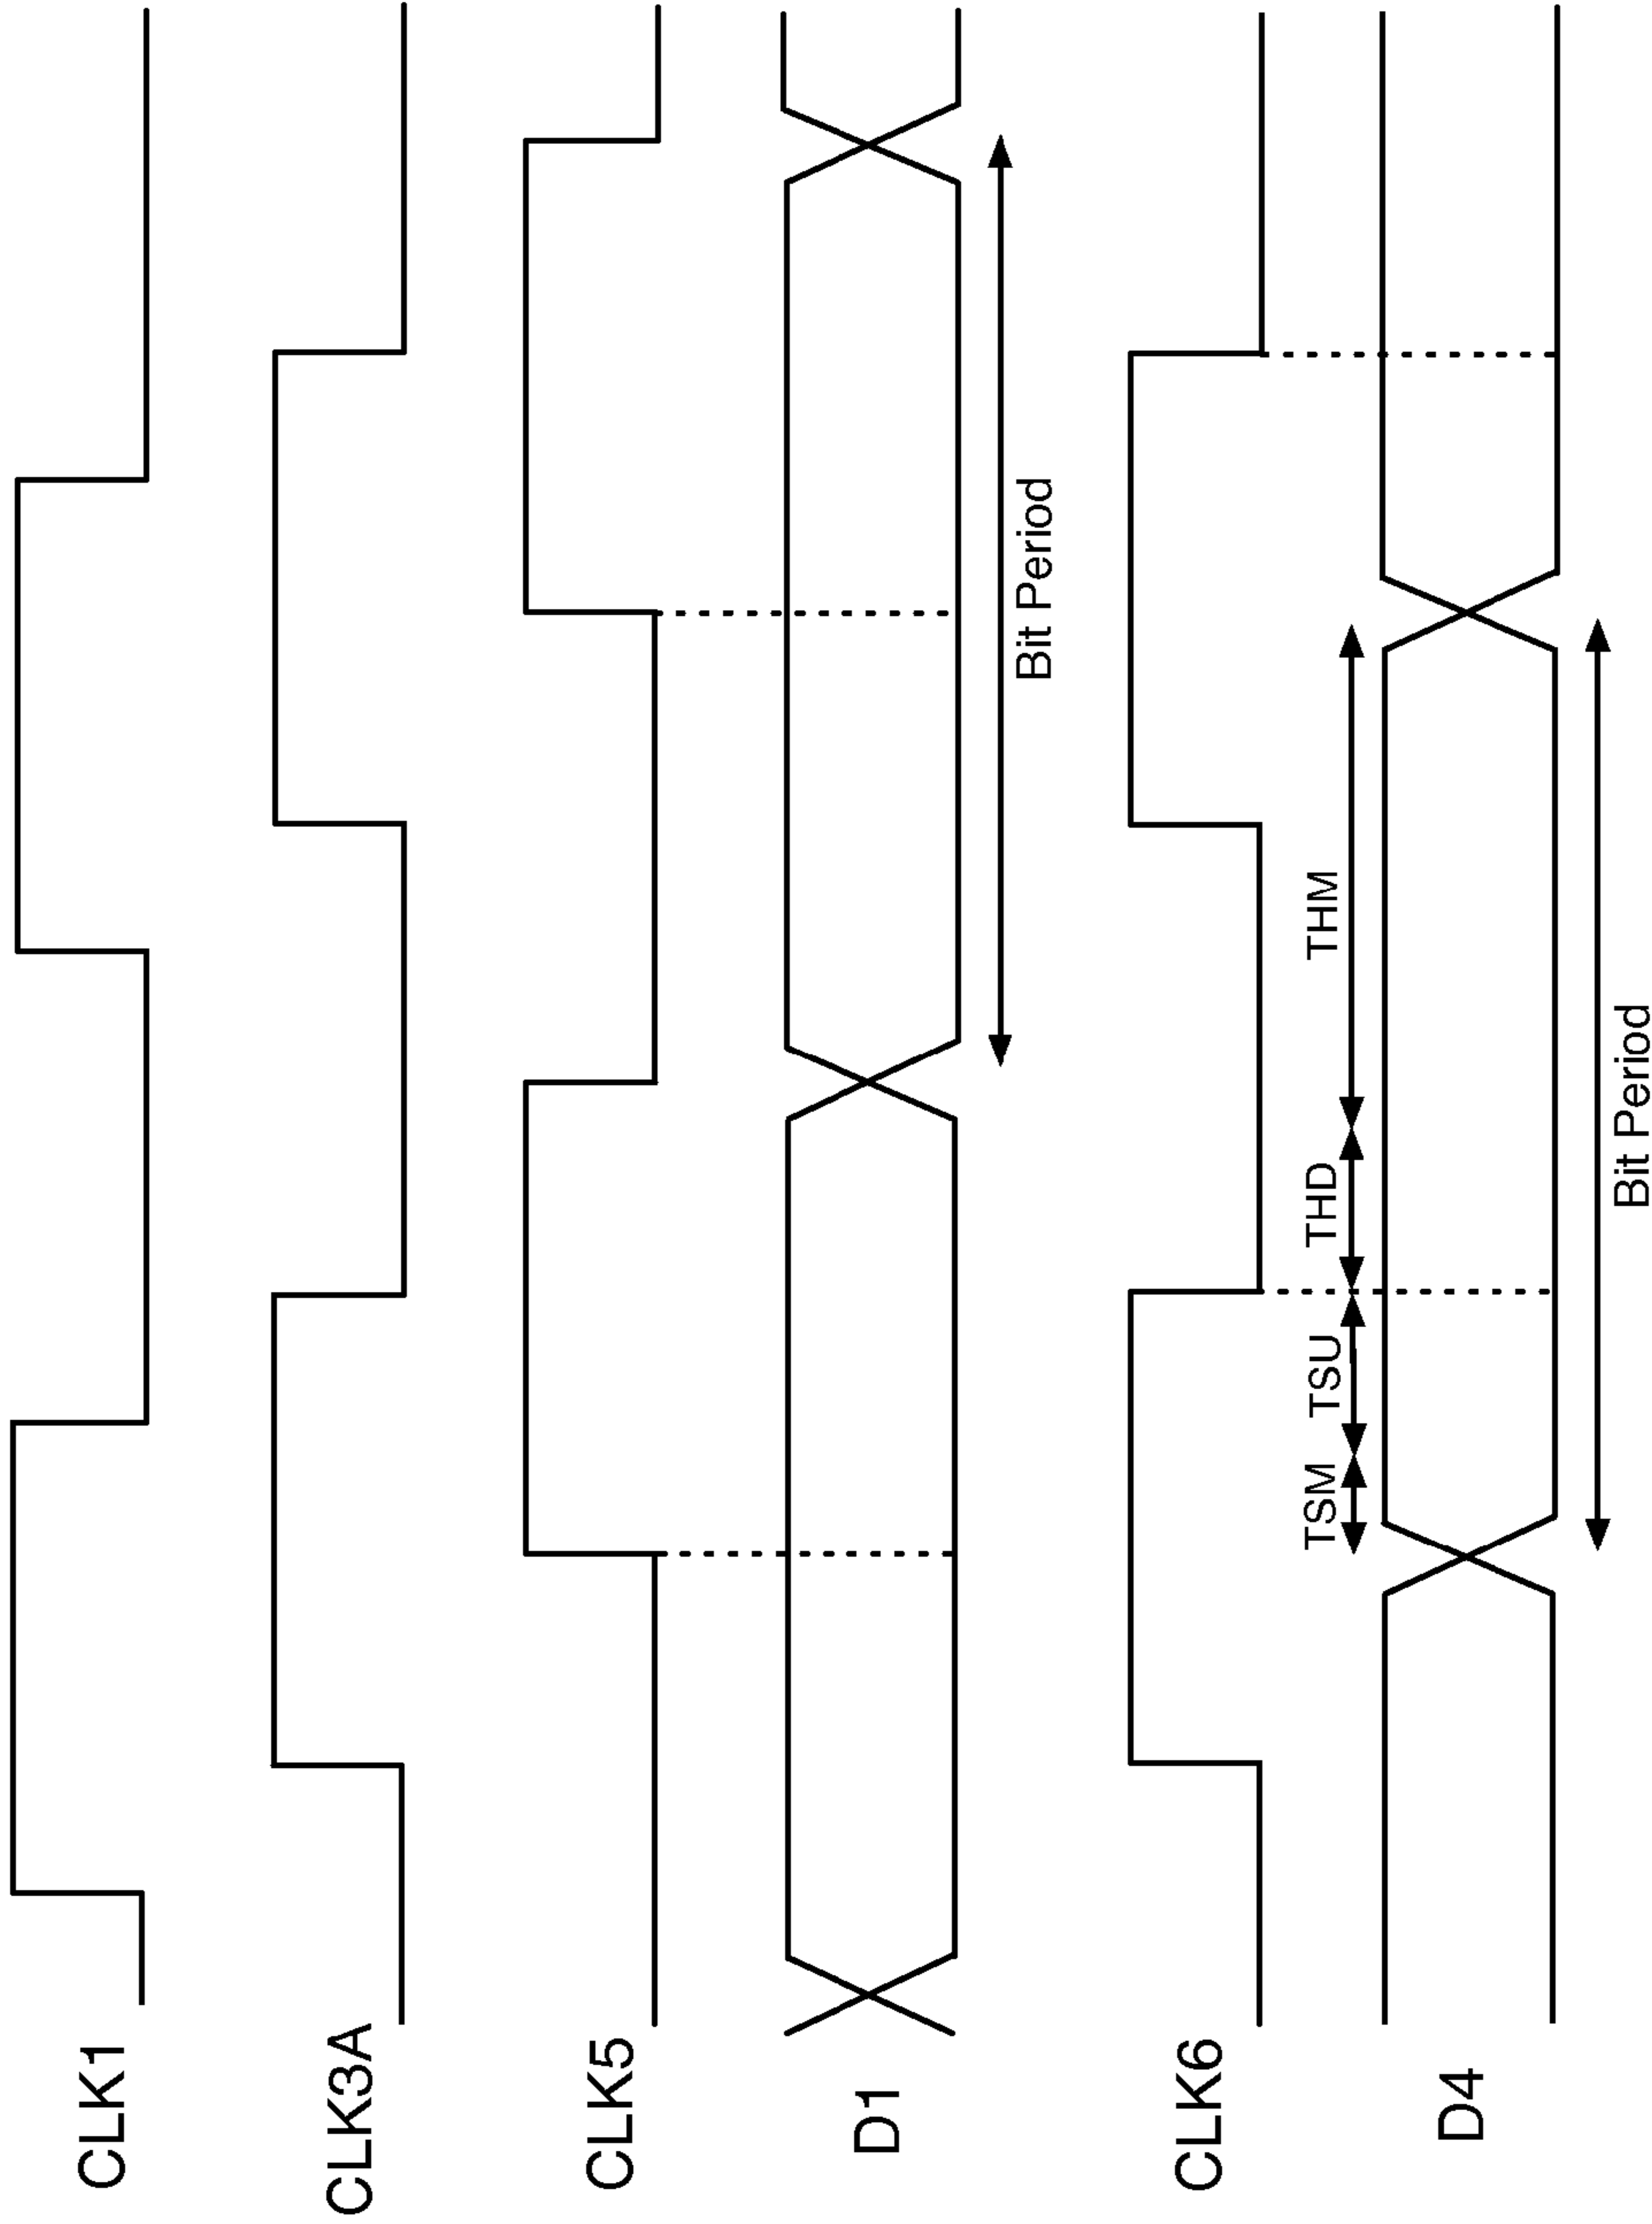 CLK1
CLK3A
CLK5
D1
Bit Period
CLK6
TSM
TSU
THD
THM
D4
Bit Period